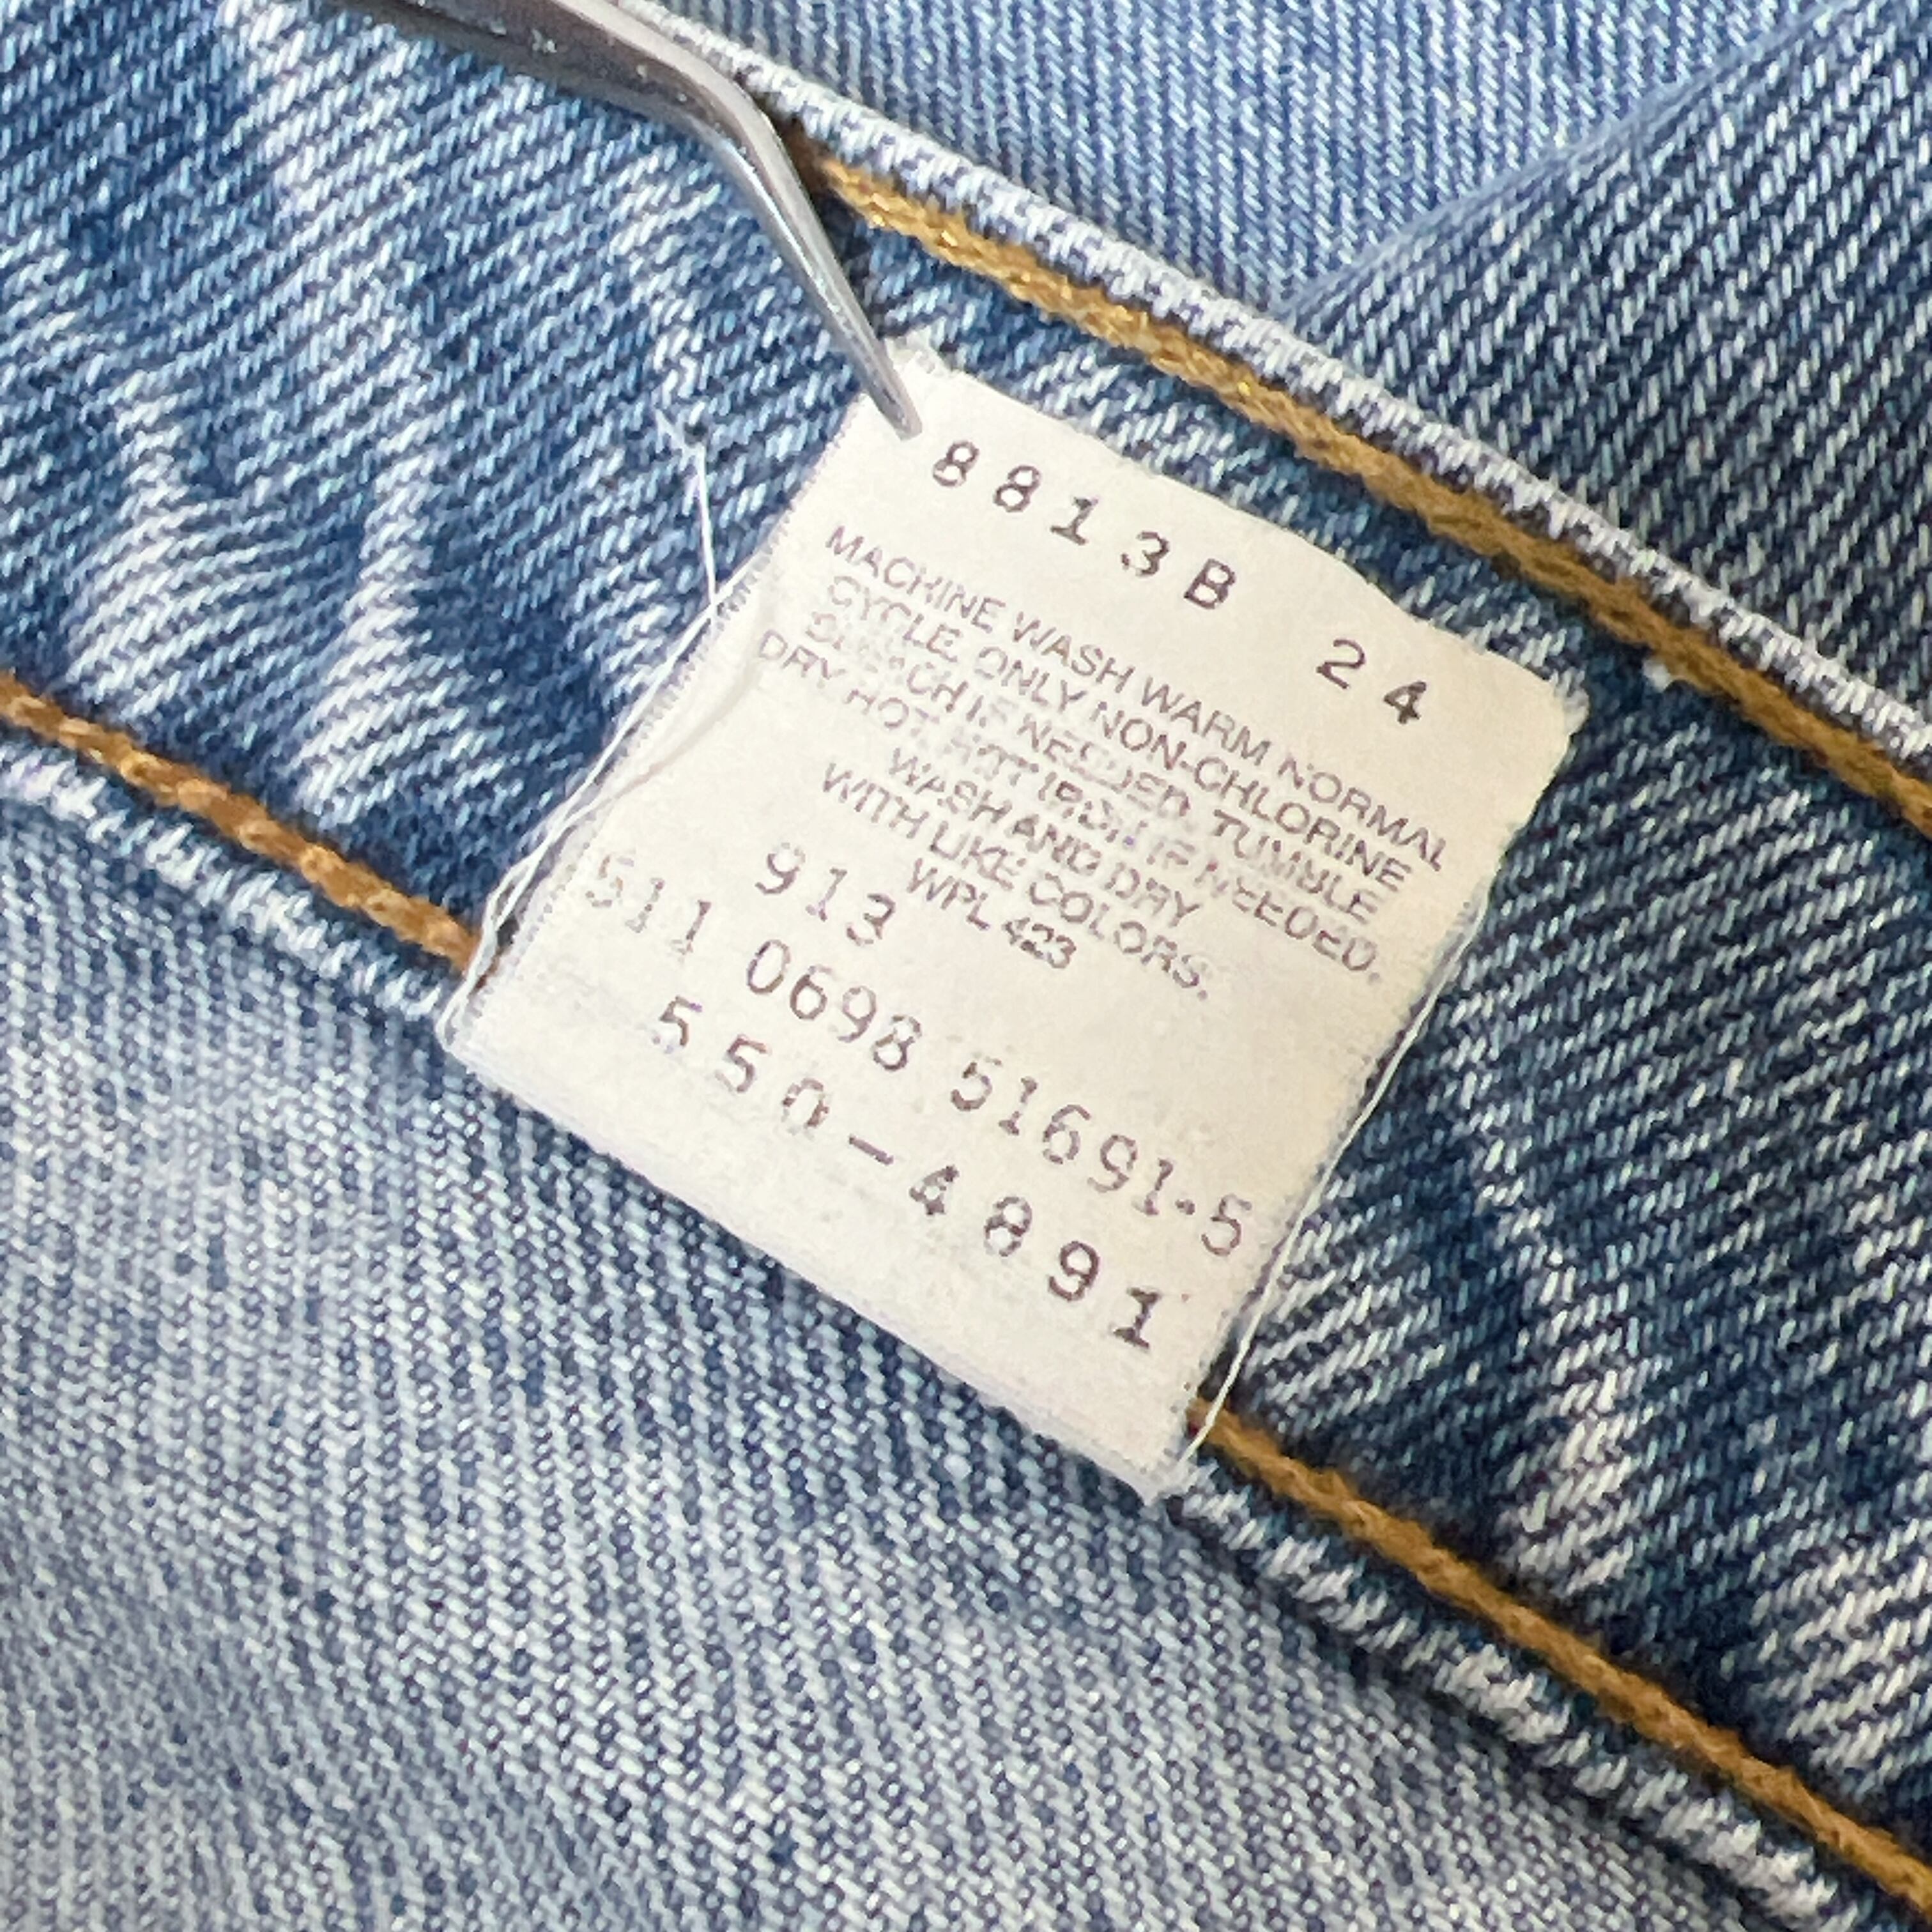 8813B 24
MACHINE WASH WARM NORMAL
CYCLE. ONLY NON-CHLORINE
BLEACH IF NEEDED. TUMBLE
DRY HOT. HOT IRON IF NEEDED.
WASH AND DRY
WITH LIKE COLORS.
WPL 423
913
511 0698 51691-5
550-4891